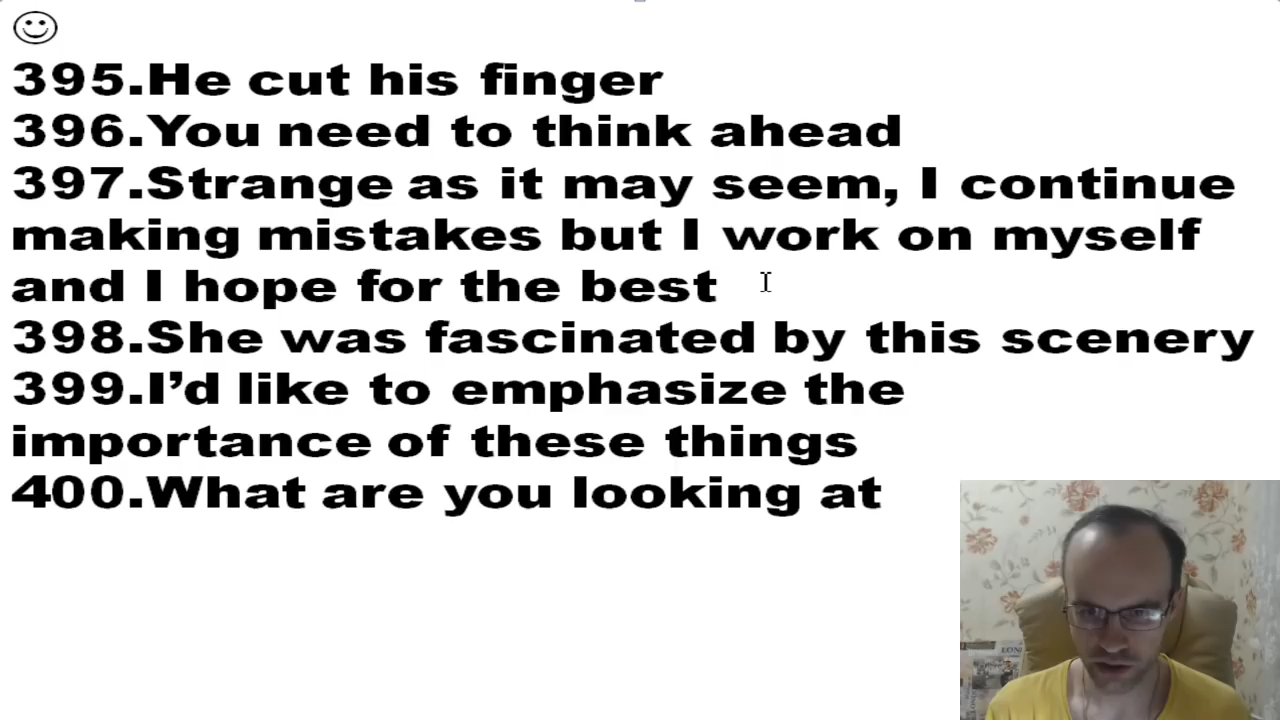 395.He cut his finger
396.You need to think ahead
397.Strange as it may seem, I continue
making mistakes but I work on myself
and I hope for the best
398.She was fascinated by this scenery
399.I’d like to emphasize the
importance of these things
400.What are you looking at